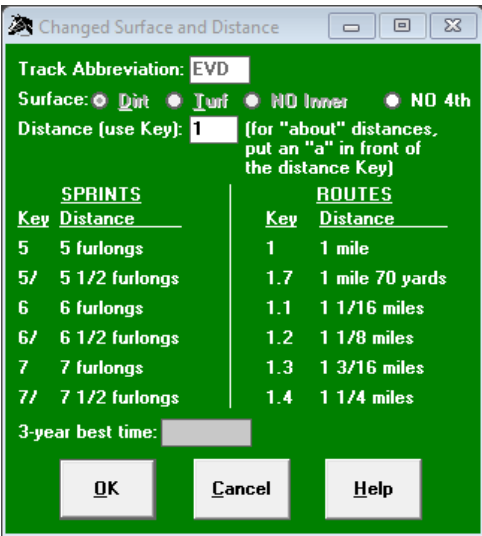 Changed Surface and Distance
Track Abbreviation: EVD
Surface: Dirt Turf NO Inner NO 4th
Distance (use Key): 1 (for "about" distances,
put an "a" in front of
the distance Key)
SPRINTS ROUTES
Key Distance Key Distance
5 5 furlongs 1 1 mile
5/ 5 1/2 furlongs 1.7 1 mile 70 yards
6 6 furlongs 1.1 1 1/16 miles
6/ 6 1/2 furlongs 1.2 1 1/8 miles
7 7 furlongs 1.3 1 3/16 miles
7/ 7 1/2 furlongs 1.4 1 1/4 miles
3-year best time:
OK Cancel Help